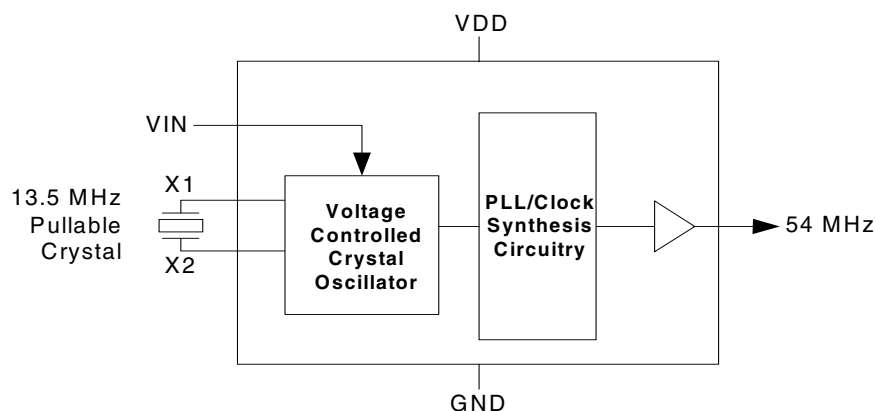 VDD
VIN
13.5 MHz
Pullable
Crystal
X1
X2
Voltage
Controlled
Crystal
Oscillator
PLL/Clock
Synthesis
Circuitry
54 MHz
GND